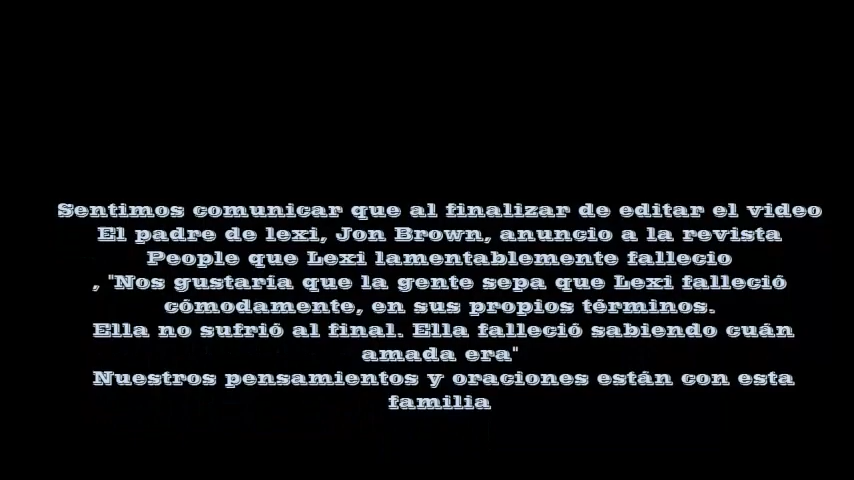 Sentimos comunicar que al finalizar de editar el video
El padre de lexi, Jon Brown, anuncio a la revista
People que Lexi lamentablemente fallecio
, "Nos gustaría que la gente sepa que Lexi falleció
cómodamente, en sus propios términos.
Ella no sufrió al final. Ella falleció sabiendo cuán
amada era"
Nuestros pensamientos y oraciones están con esta
familia